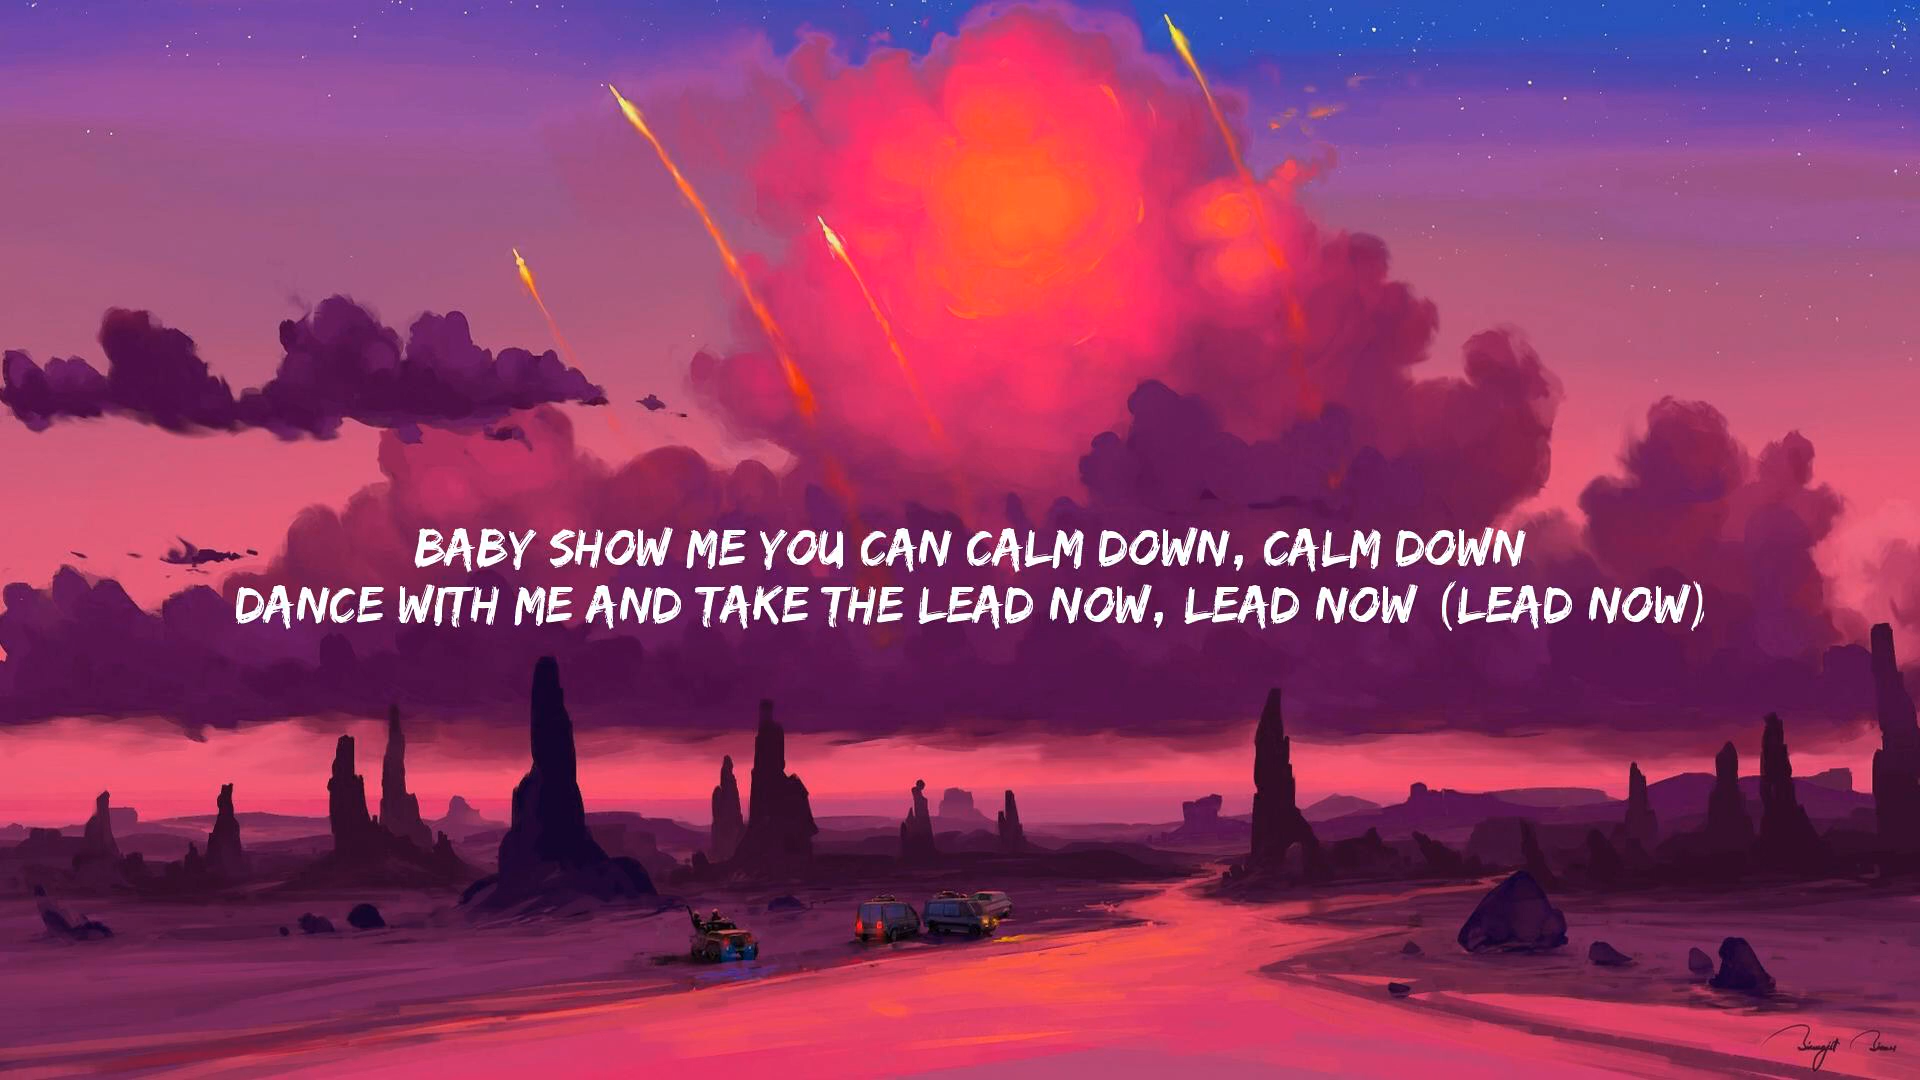 BABY SHOW ME YOU CAN CALM DOWN, CALM DOWN
DANCE WITH ME AND TAKE THE LEAD NOW, LEAD NOW (LEAD NOW)